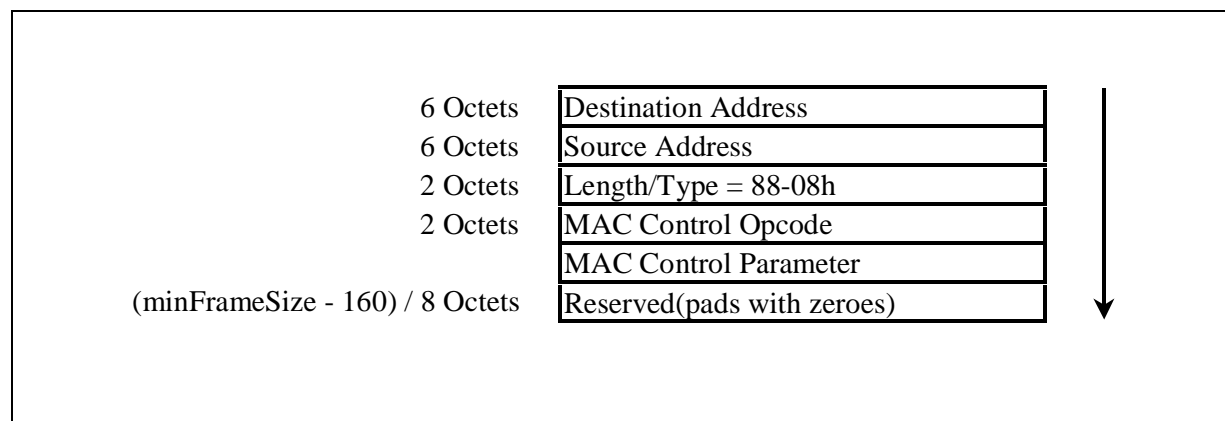 6 Octets Destination Address
6 Octets Source Address
2 Octets Length/Type = 88-08h
2 Octets MAC Control Opcode
MAC Control Parameter
(minFrameSize - 160) / 8 Octets Reserved(pads with zeroes)